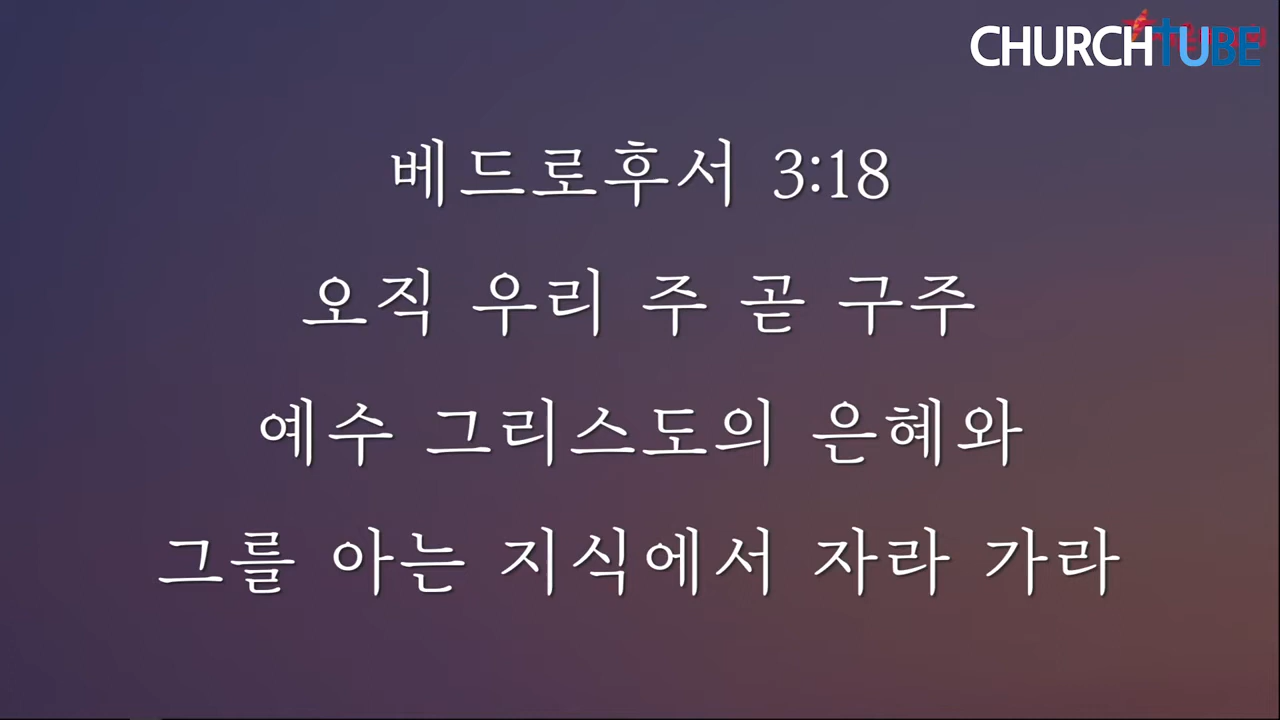 CHURCHTUBE
베드로후서 3:18
오직 우리 주 곧 구주
예수 그리스도의 은혜와
그를 아는 지식에서 자라 가라